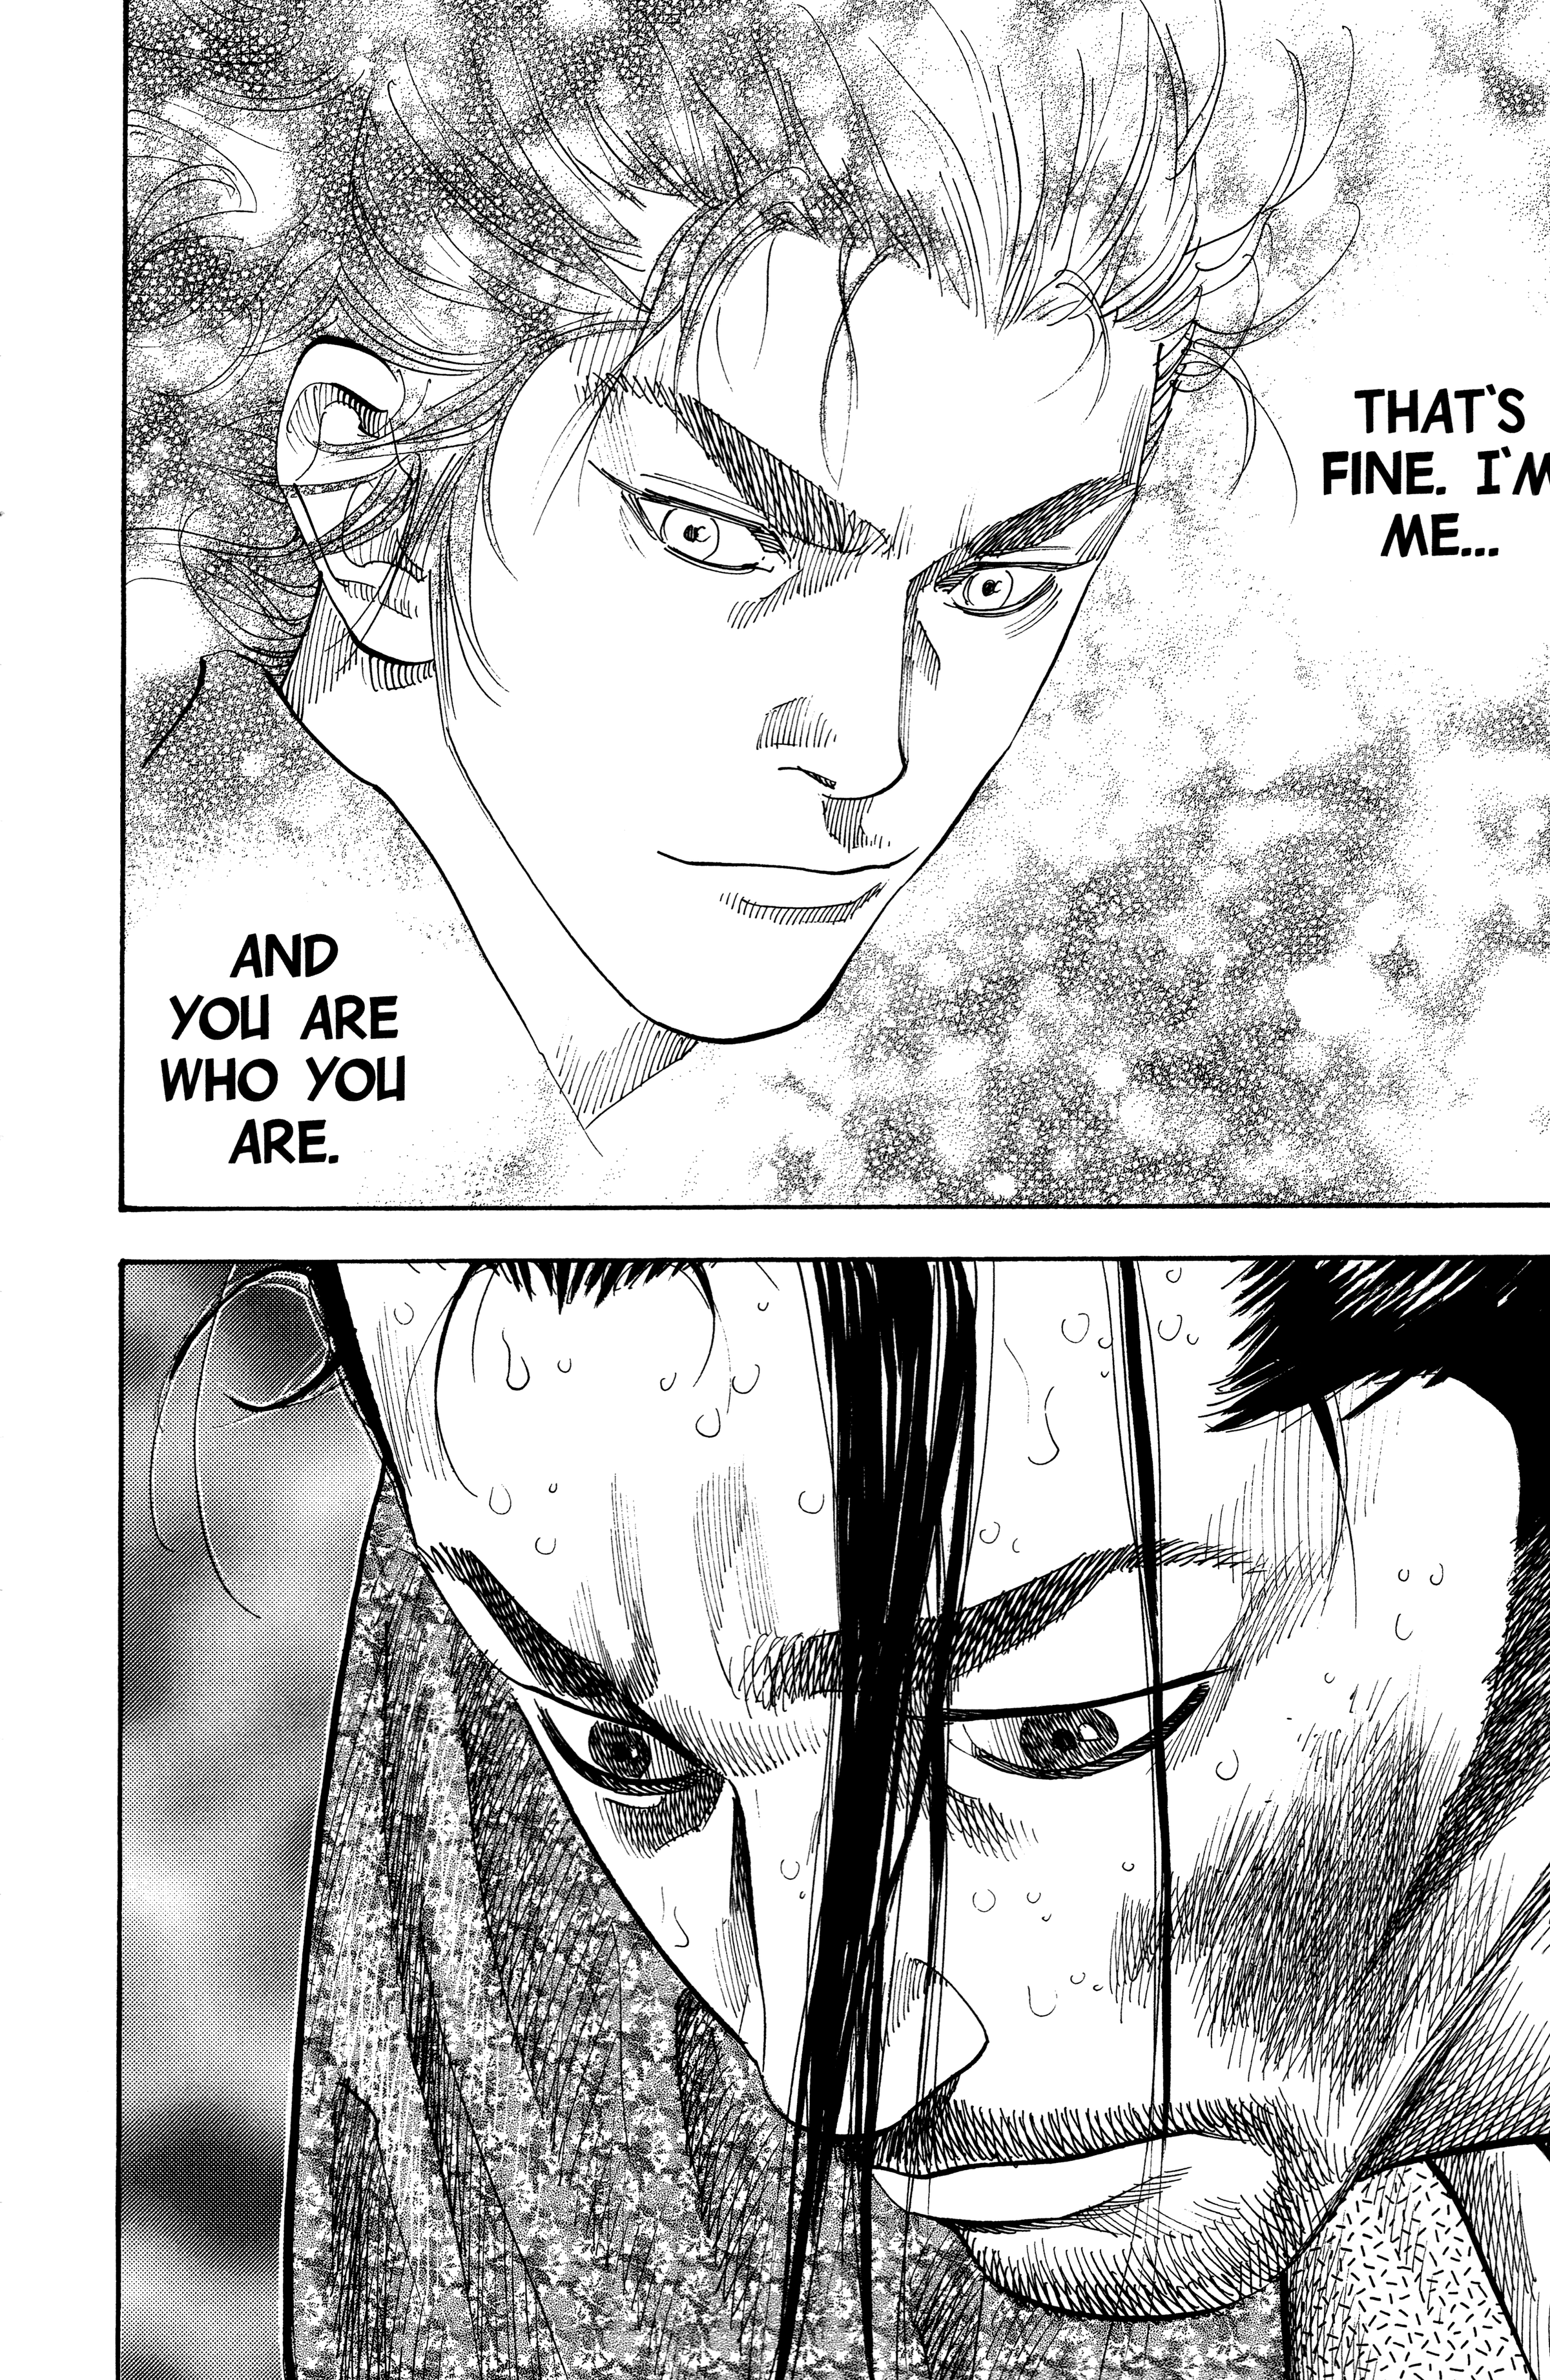 THAT'S
FINE. I'M
ME...
AND
YOU ARE
WHO YOU
ARE.